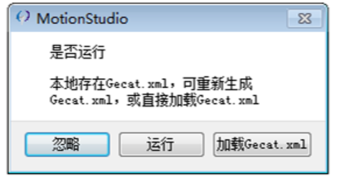 MotionStudio
是否运行
本地存在Gecat.xml，可重新生成
Gecat.xml，或直接加载Gecat.xml
忽略
运行
加载Gecat.xml